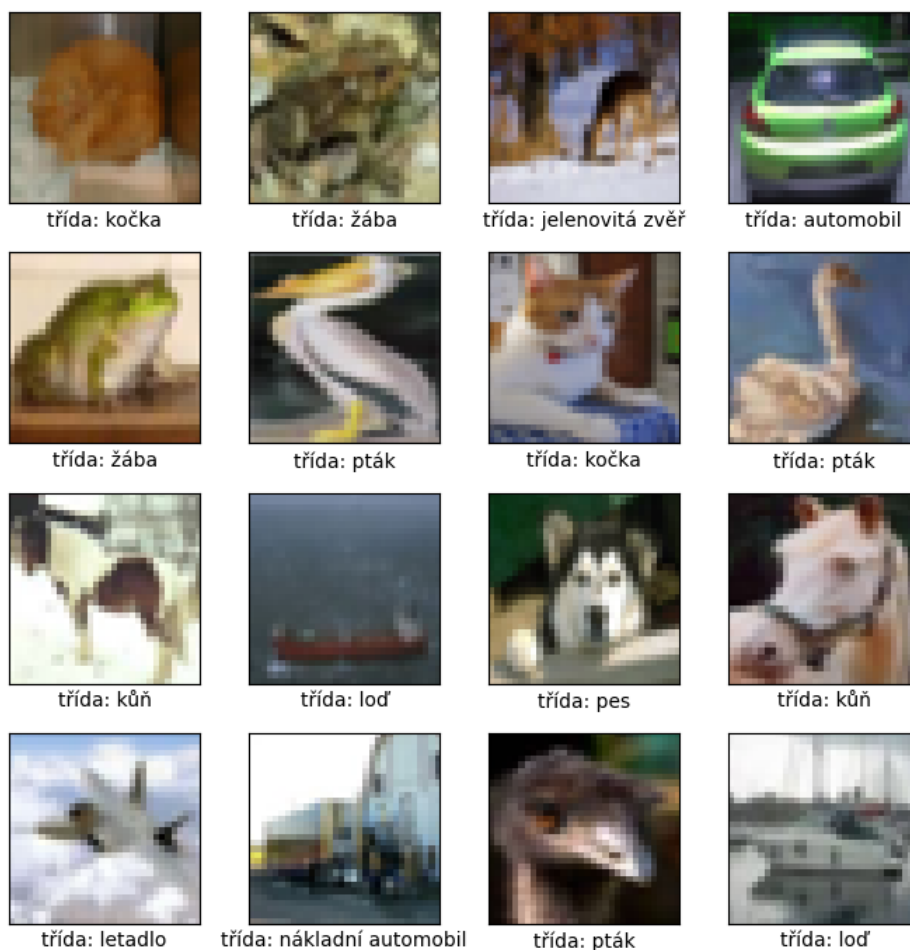 třída: kočka
třída: žába
třída: jelenovitá zvěř
třída: automobil
třída: žába
třída: pták
třída: kočka
třída: pták
třída: kůň
třída: loď
třída: pes
třída: kůň
třída: letadlo
třída: nákladní automobil
třída: pták
třída: loď